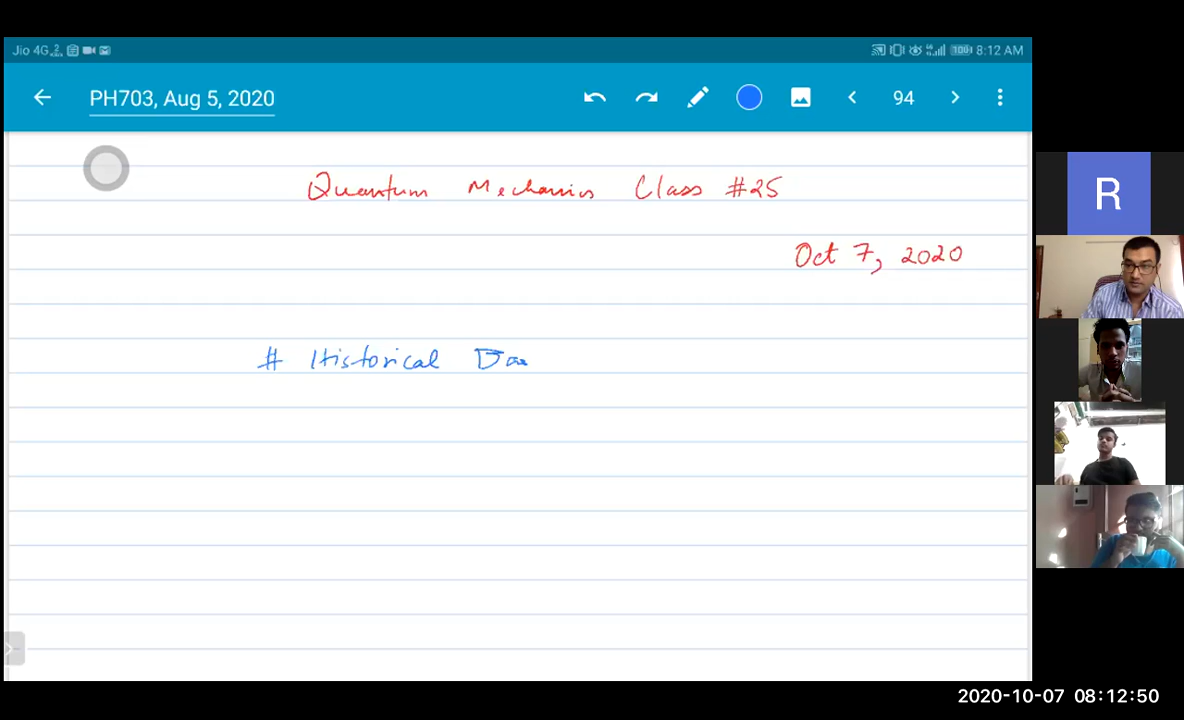 Jio 4G 8:12 AM
PH703, Aug 5, 2020 94
Quantum Mechanics Class #25
Oct 7, 2020
# Historical
R
2020-10-07 08:12:50